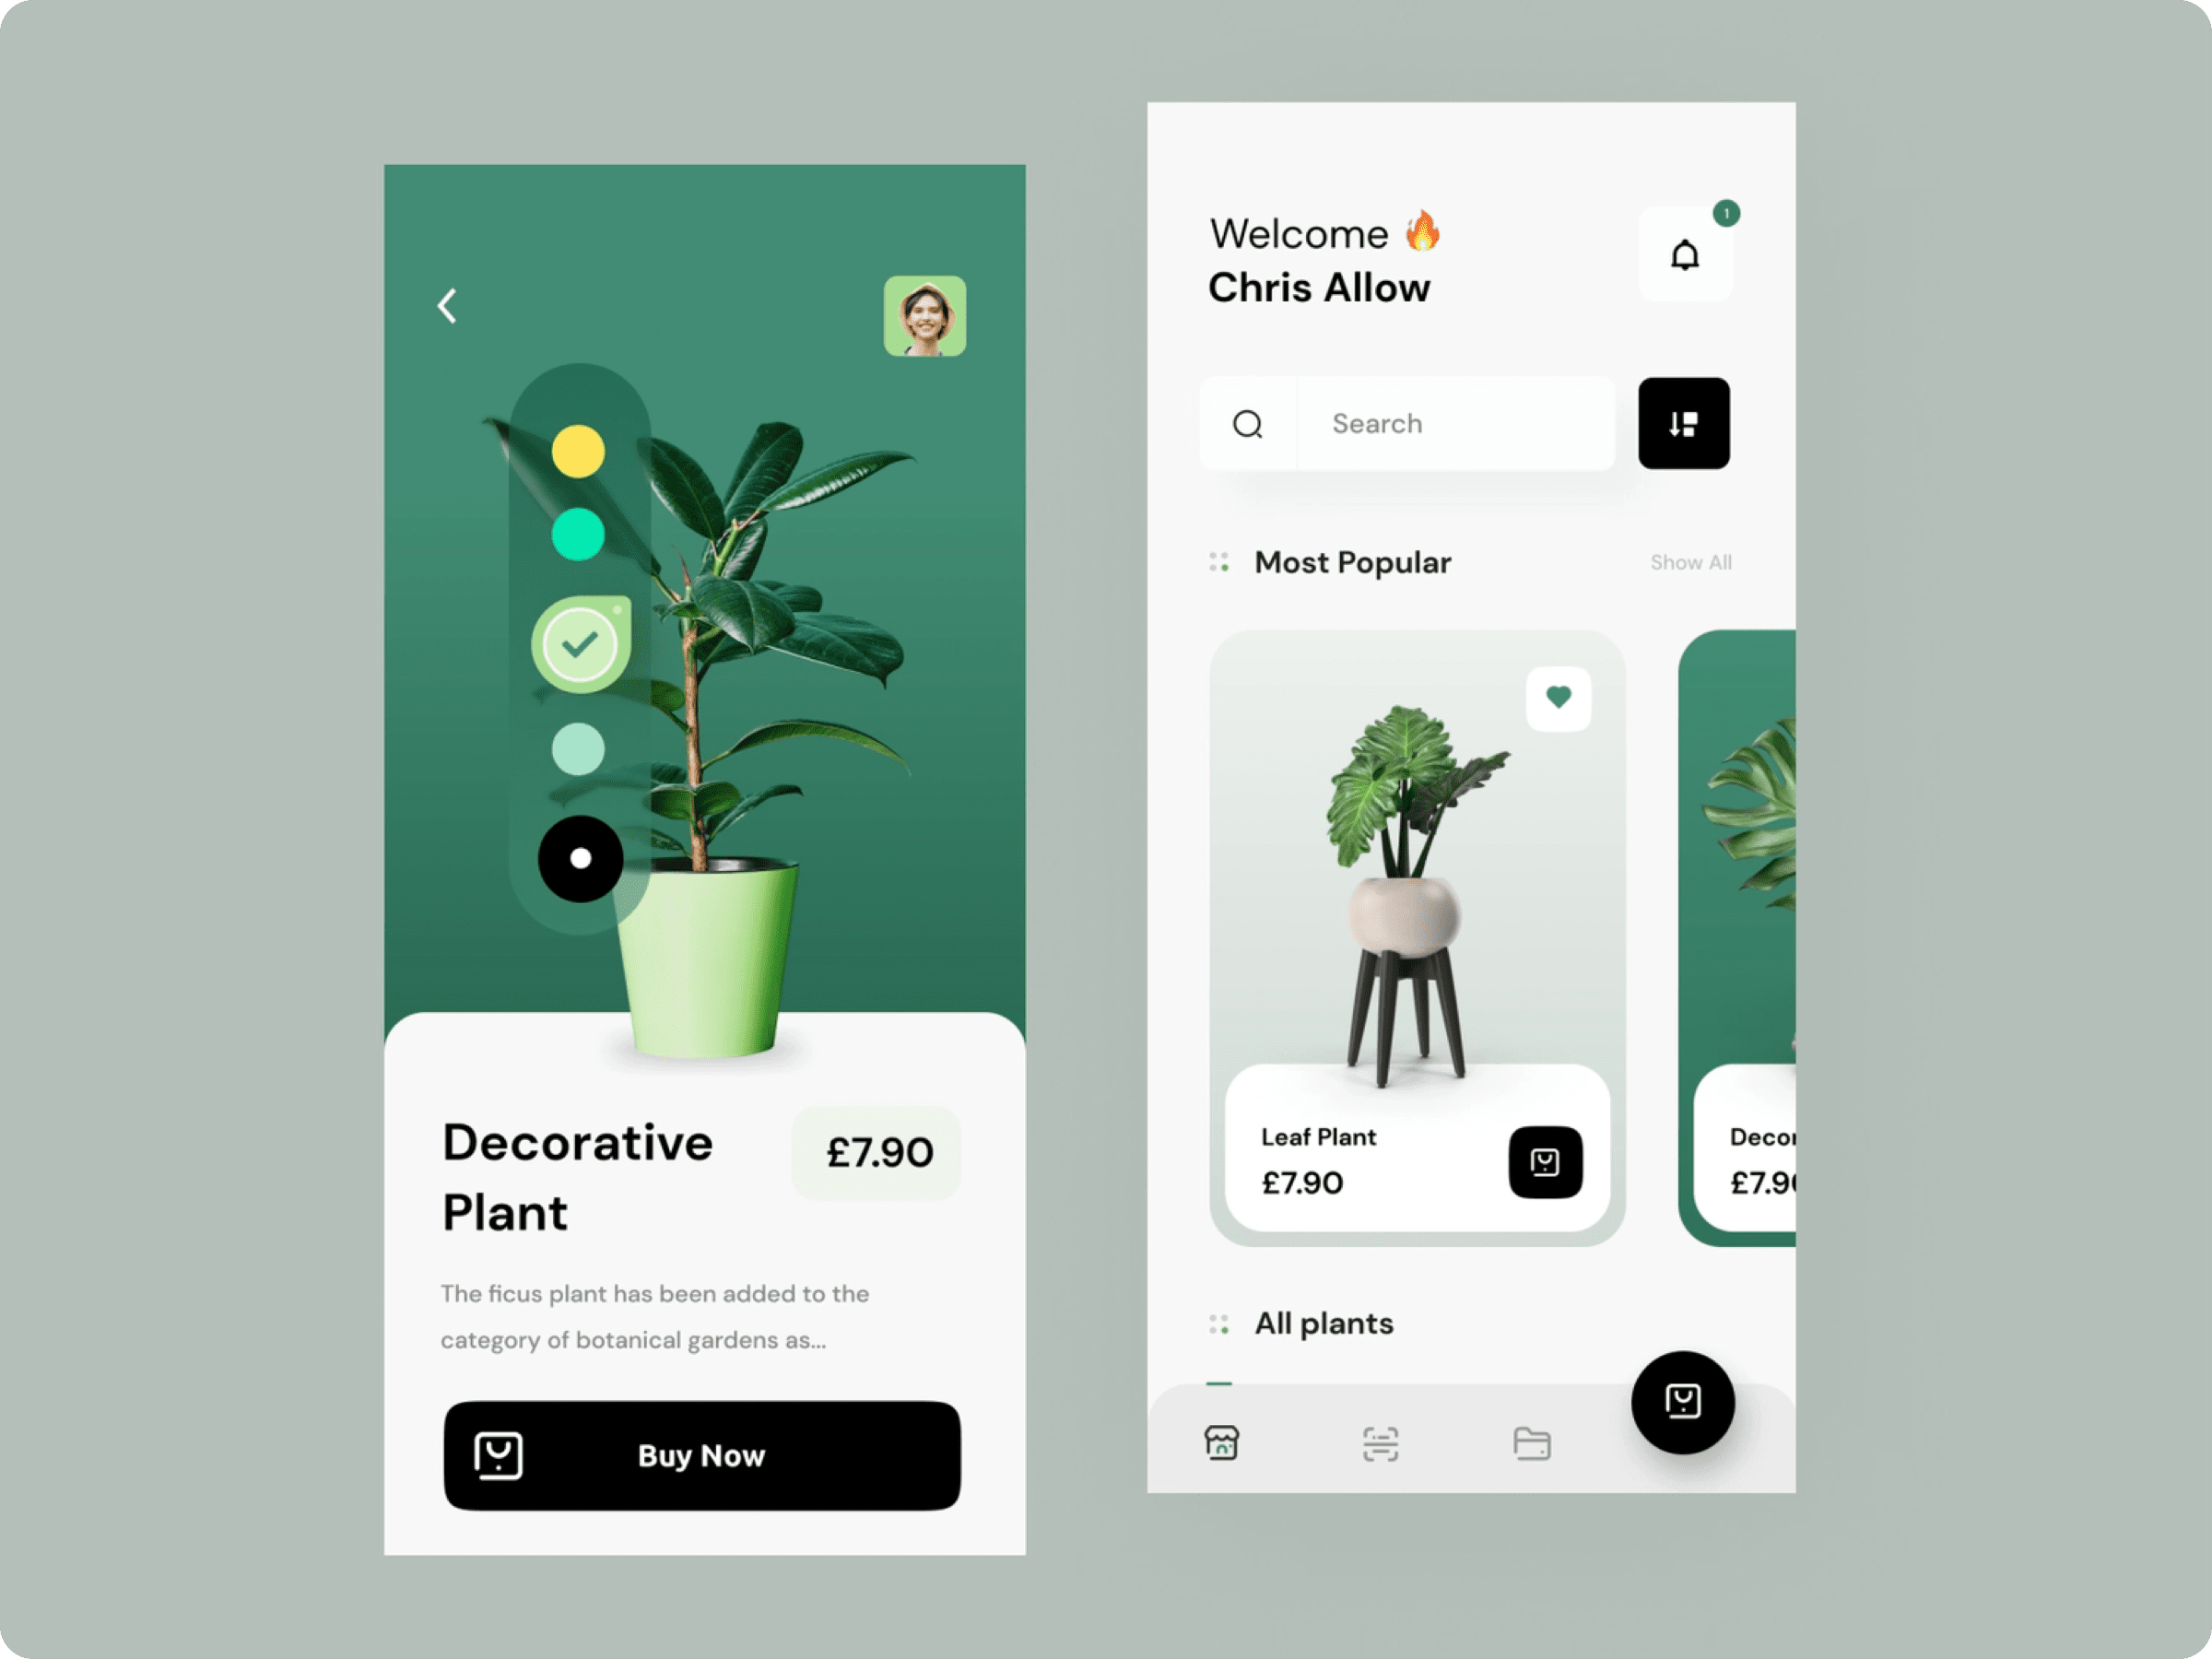 Decorative
Plant
£7.90
The ficus plant has been added to the
category of botanical gardens as...
Buy Now
Welcome 🔥
Chris Allow
1
Search
Most Popular
Show All
Leaf Plant
£7.90
Decor
£7.90
All plants